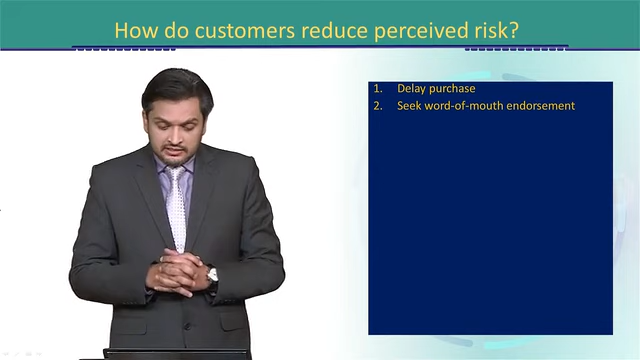 How do customers reduce perceived risk?
1. Delay purchase
2. Seek word-of-mouth endorsement